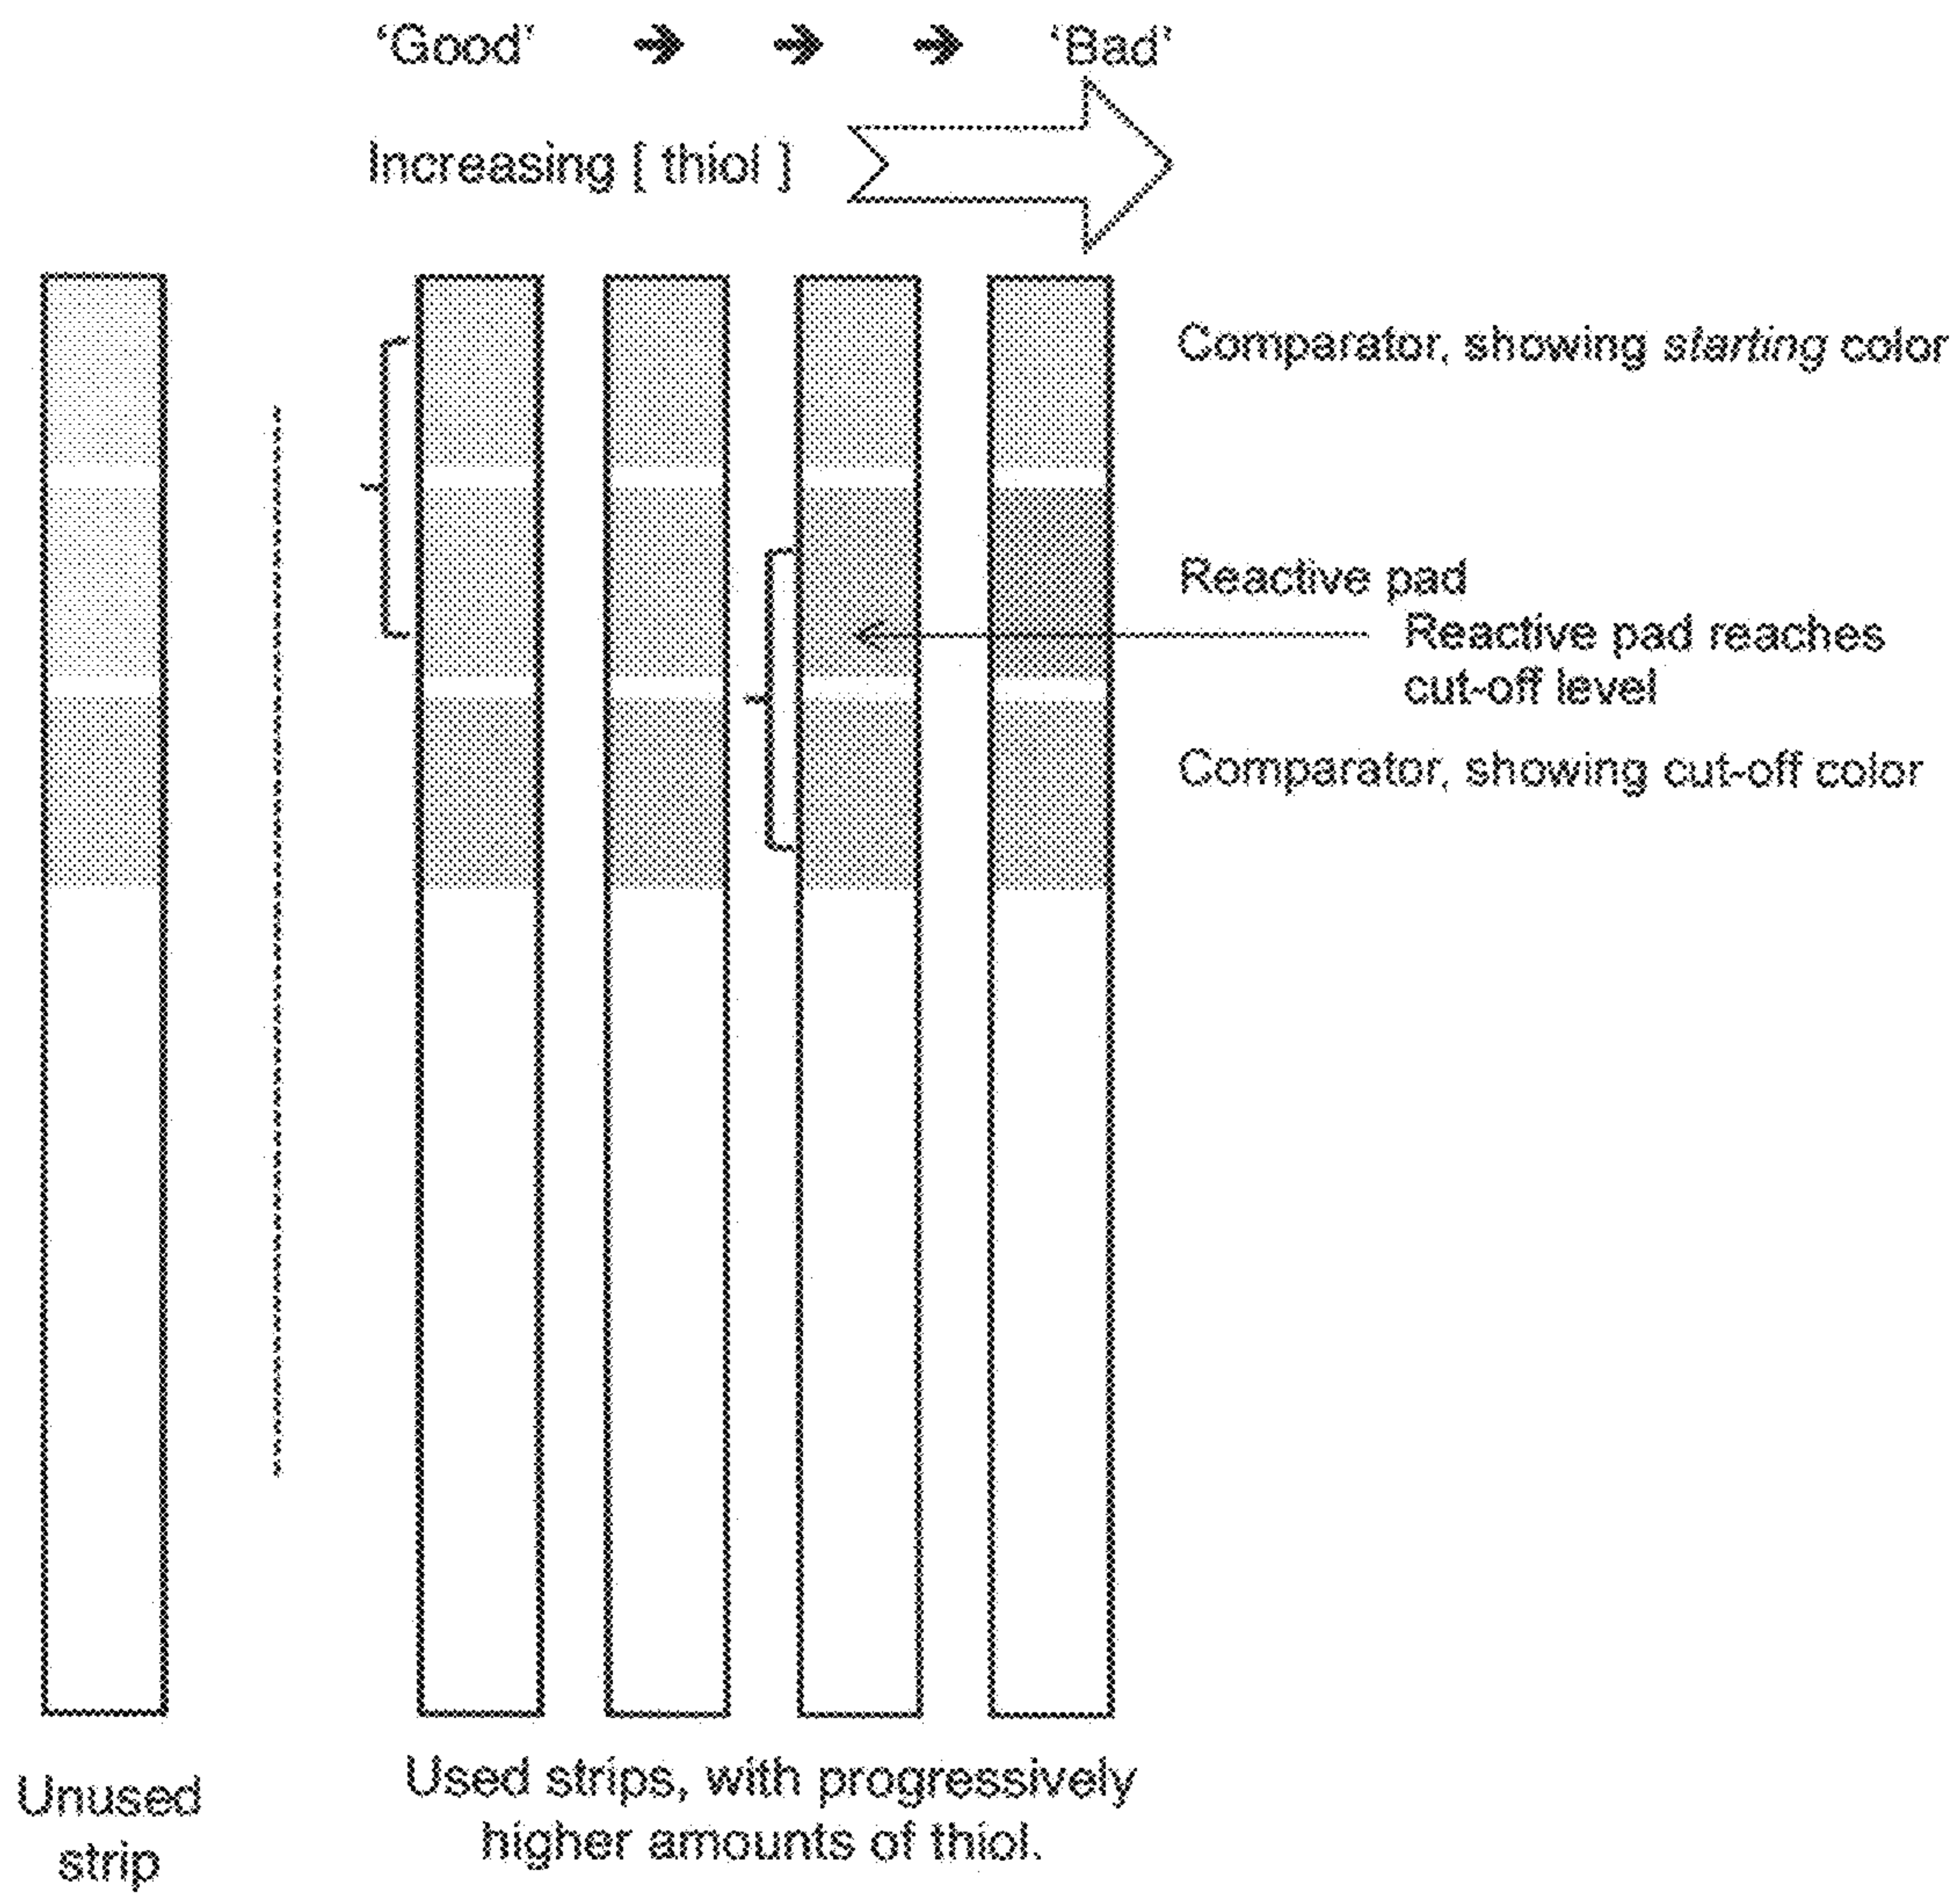 ‘Good’ ➔ ➔ ➔ ‘Bad’
Increasing [ thiol ]
Comparator, showing starting color
Reactive pad
Reactive pad reaches
cut-off level
Comparator, showing cut-off color
Unused
strip
Used strips, with progressively
higher amounts of thiol.